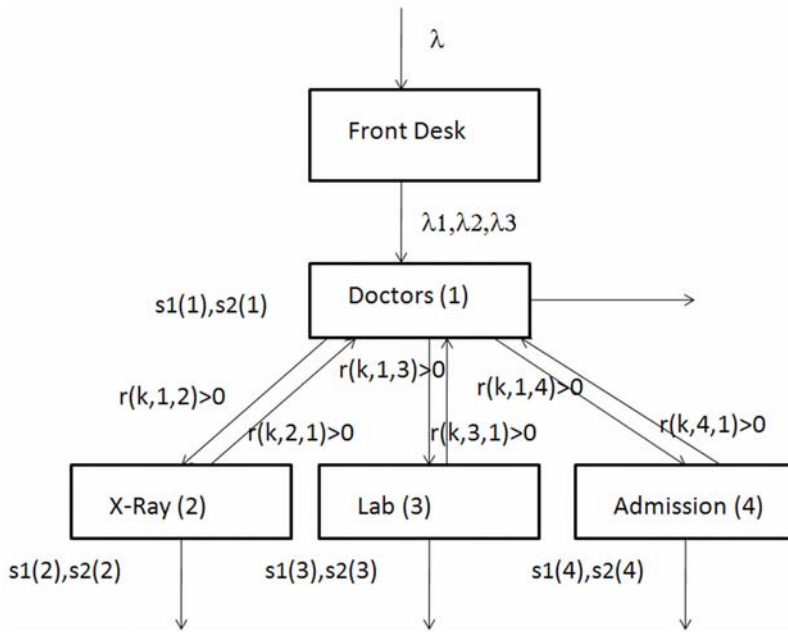 λ
Front Desk
λ1,λ2,λ3
Doctors (1)
s1(1),s2(1)
r(k,1,2)>0
r(k,2,1)>0
r(k,1,3)>0
r(k,3,1)>0
r(k,1,4)>0
r(k,4,1)>0
X-Ray (2)
Lab (3)
Admission (4)
s1(2),s2(2)
s1(3),s2(3)
s1(4),s2(4)